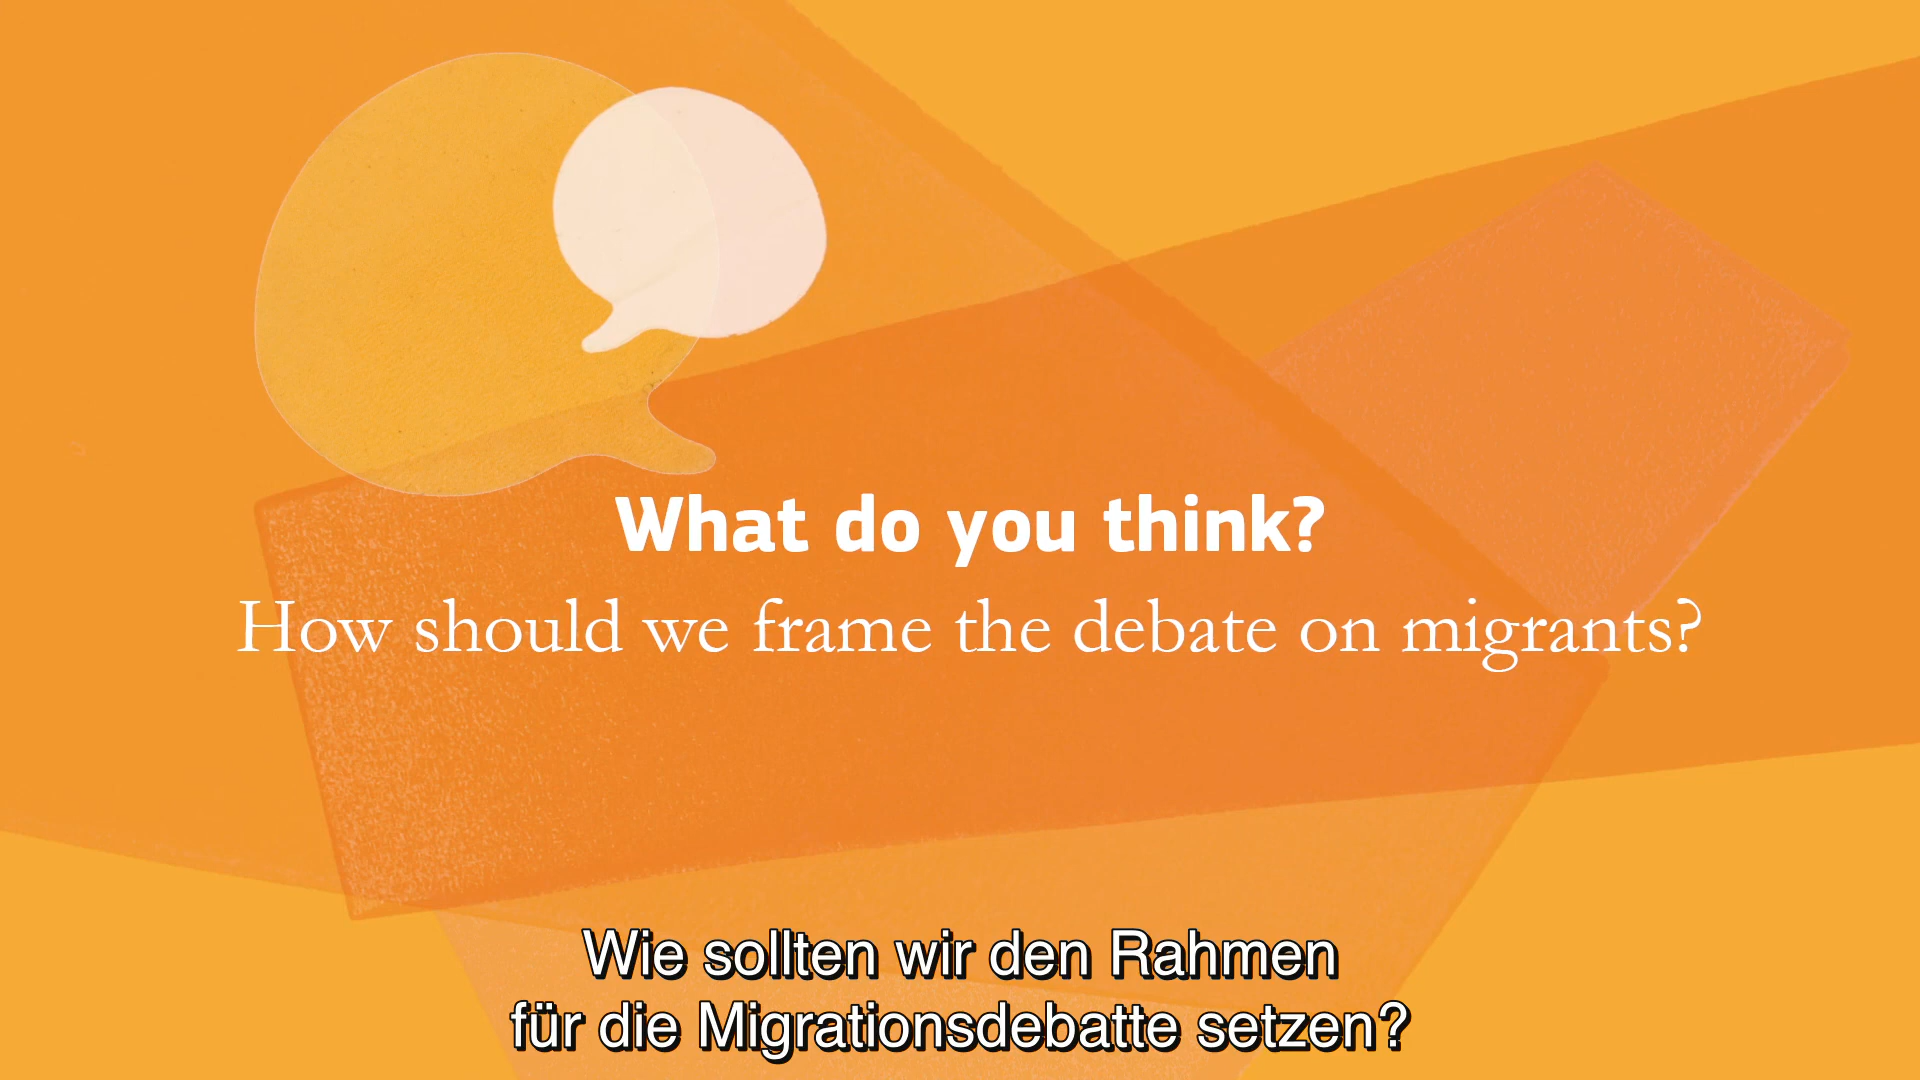 What do you think?
How should we frame the debate on migrants?
Wie sollten wir den Rahmen
für die Migrationsdebatte setzen?